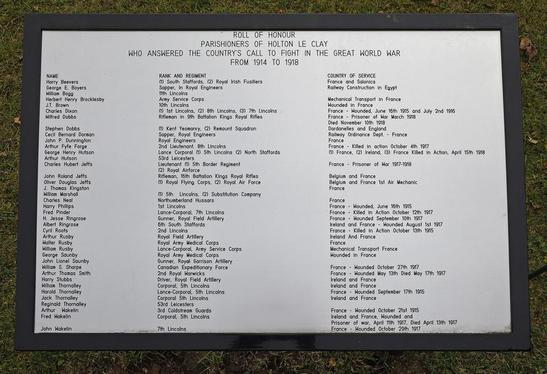 ROLL OF HONOUR
PARISHIONERS OF HOLTON LE CLAY
WHO ANSWERED THE COUNTRY'S CALL TO FIGHT IN THE GREAT WORLD WAR
FROM 1914 TO 1918
NAME RANK AND REGIMENT COUNTRY OF SERVICE
Harry Beevers (1) South Staffords, (2) Royal Irish Fusiliers France and Salonica
George E. Boyers Sapper, In Royal Engineers Railway Construction in Egypt
William Bogg 11th Lincoln
Herbert Henry Brocklesby Army Service Corps Mechanical Transport in France
J.T. Brown 10th Lincoln Wounded in France
Charles Dixon (1) 1st Lincolns, (2) 8th Lincolns, (3) 7th Lincolns France - Wounded, June 16th 1915 and July 2nd 1916
Wilfred Dobbs Rifleman in 9th Battalion Kings Royal Rifles France - Prisoner of War March 1918
Died November 10th 1918
Stephen Dobbs (1) Kent Yeomanry, (2) Remount Squadron Dardanelles and England
Cecil Bernard Dorman Sapper, Royal Engineers Railway Ordinance Dept. - France
John P. Dunnington Royal Engineers France
Arthur Fyfe Farge 2nd Lieutenant 8th Lincoln France - Killed in action October 4th 1917
George Henry Hutson Lance Corporal (1) 5th Lincoln (2) North Staffords (1) France, (2) Ireland, (3) France Killed in Action, April 15th 1918
Arthur Hutson 53rd Leicesters
Charles Hubert Jeffs Lieutenant (1) 5th Border Regiment France - Prisoner of War 1917-1918
(2) Royal Airforce
John Roland Jeffs Rifleman, 16th Battalion Kings Royal Rifles Belgium and France
Oliver Douglas Jeffs (1) Royal Flying Corps, (2) Royal Air Force Belgium and France 1st Air Mechanic
J. Thomas Kingston France
William Marshall (1) 5th Lincolns, (2) Substitution Company
Charles Neal Northumberland Hussars France
Harry Phillips 1st Lincolns France - Wounded, June 16th 1915
Fred Pinder Lance-Corporal, 7th Lincoln France - Killed in Action October 12th 1917
H. Jesse Ringrose Gunner, Royal Field Artillery France - Wounded September 10th 1917
Albert Ringrose 6th South Staffords Ireland and France - Wounded August 1st 1917
Cyril Roots 2nd Lincoln France - Killed in Action October 13th 1915
Arthur Rusby Royal Field Artillery Ireland And France
Walter Rusby Royal Army Medical Corps France
William Rusby Lance-Corporal, Army Service Corps Mechanical Transport France
George Saunby Royal Army Medical Corps Wounded in France
John Lionel Saunby Gunner, Royal Garrison Artillery
William S. Sharpe Canadian Expeditionary Force France - Wounded October 27th 1917
Arthur Thomas Smith 2nd Royal Warwicks France - Wounded May 13th Died May 17th 1917
Harry Stubbs Driver, Royal Field Artillery Ireland and France
William Thornalley Corporal, 5th Lincolns Ireland and France
Harold Thornalley Lance-Corporal, 5th Lincolns France - Wounded September 17th 1915
Jack Thornalley Corporal 5th Lincolns Ireland and France
Reginald Thornalley 53rd Leicesters
Arthur Wakelin 3rd Coldstream Guards France - Wounded October 21st 1915
Fred Wakelin Corporal, 5th Lincolns Ireland and France, Wounded and
Prisoner of war, April 11th 1917, Died April 13th 1917
John Wakelin 7th Lincolns France - Wounded October 29th 1917